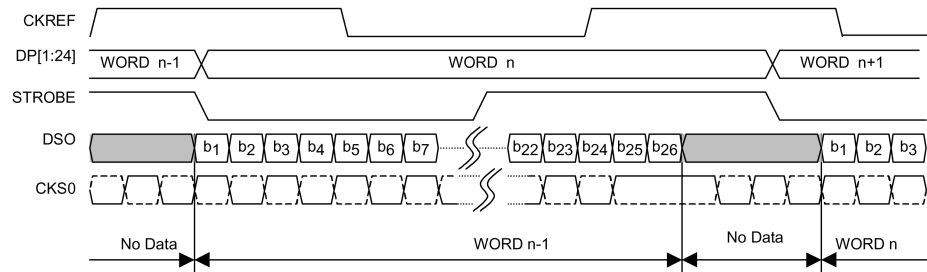 CKREF
DP[1:24] WORD n-1 WORD n WORD n+1
STROBE
DSO b1 b2 b3 b4 b5 b6 b7 b22 b23 b24 b25 b26 b1 b2 b3
CKS0
No Data WORD n-1 No Data WORD n